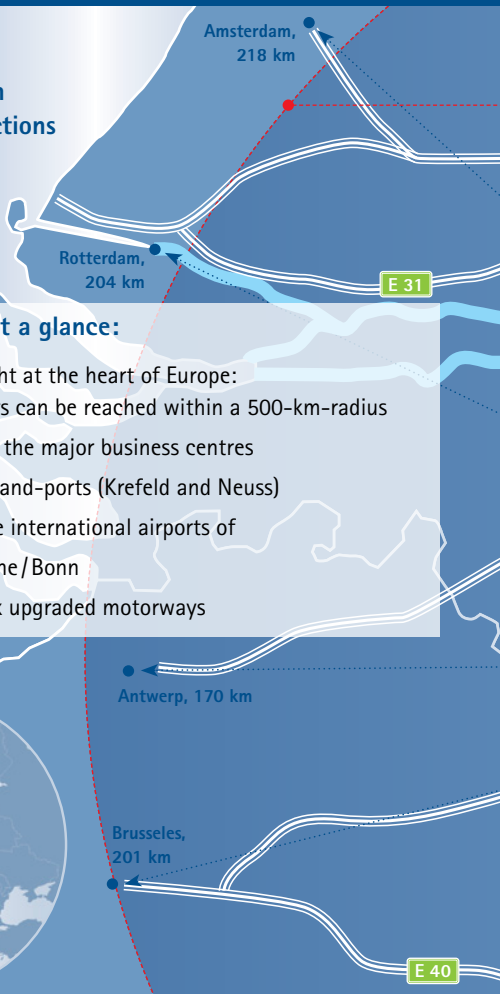 Amsterdam,
218 km
Rotterdam,
204 km
E 31
t a glance:
ht at the heart of Europe:
s can be reached within a 500-km-radius
the major business centres
and-ports (Krefeld and Neuss)
e international airports of
ne/Bonn
x upgraded motorways
Antwerp, 170 km
Brusseles,
201 km
E 40